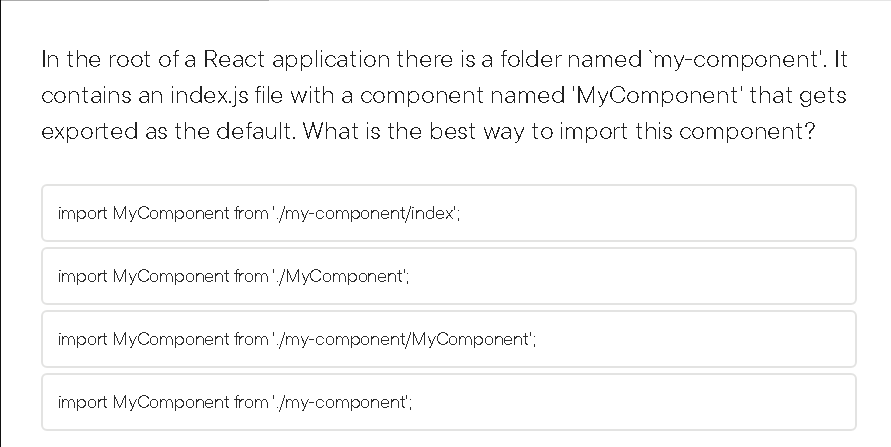 In the root of a React application there is a folder named `my-component'. It
contains an index.js file with a component named 'MyComponent' that gets
exported as the default. What is the best way to import this component?
import MyComponent from './my-component/index';
import MyComponent from './MyComponent';
import MyComponent from './my-component/MyComponent';
import MyComponent from './my-component';